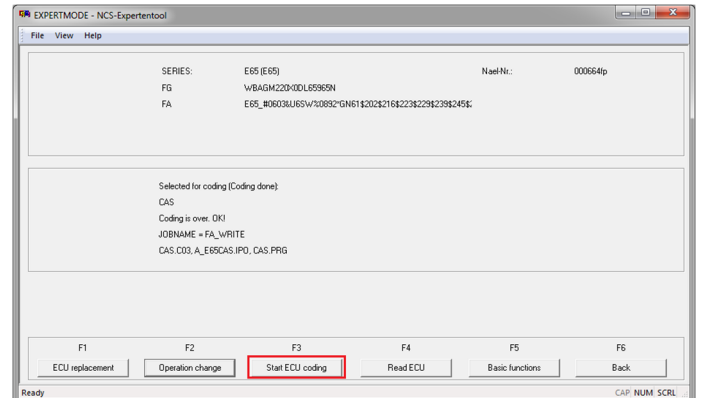 EXPERTMODE - NCS-Expertentool
File View Help
SERIES: E65 (E65) Nael-Nr.: 000664fp
FG WBAGM220X0DL65965N
FA E65_#0603&U6SW%0892*GN61$202$216$223$229$239$245$:
Selected for coding (Coding done):
CAS
Coding is over. OK!
JOBNAME = FA_WRITE
CAS.C03, A_E65CAS.IPO, CAS.PRG
F1 F2 F3 F4 F5 F6
ECU replacement Operation change Start ECU coding Read ECU Basic functions Back
Ready CAP NUM SCRL